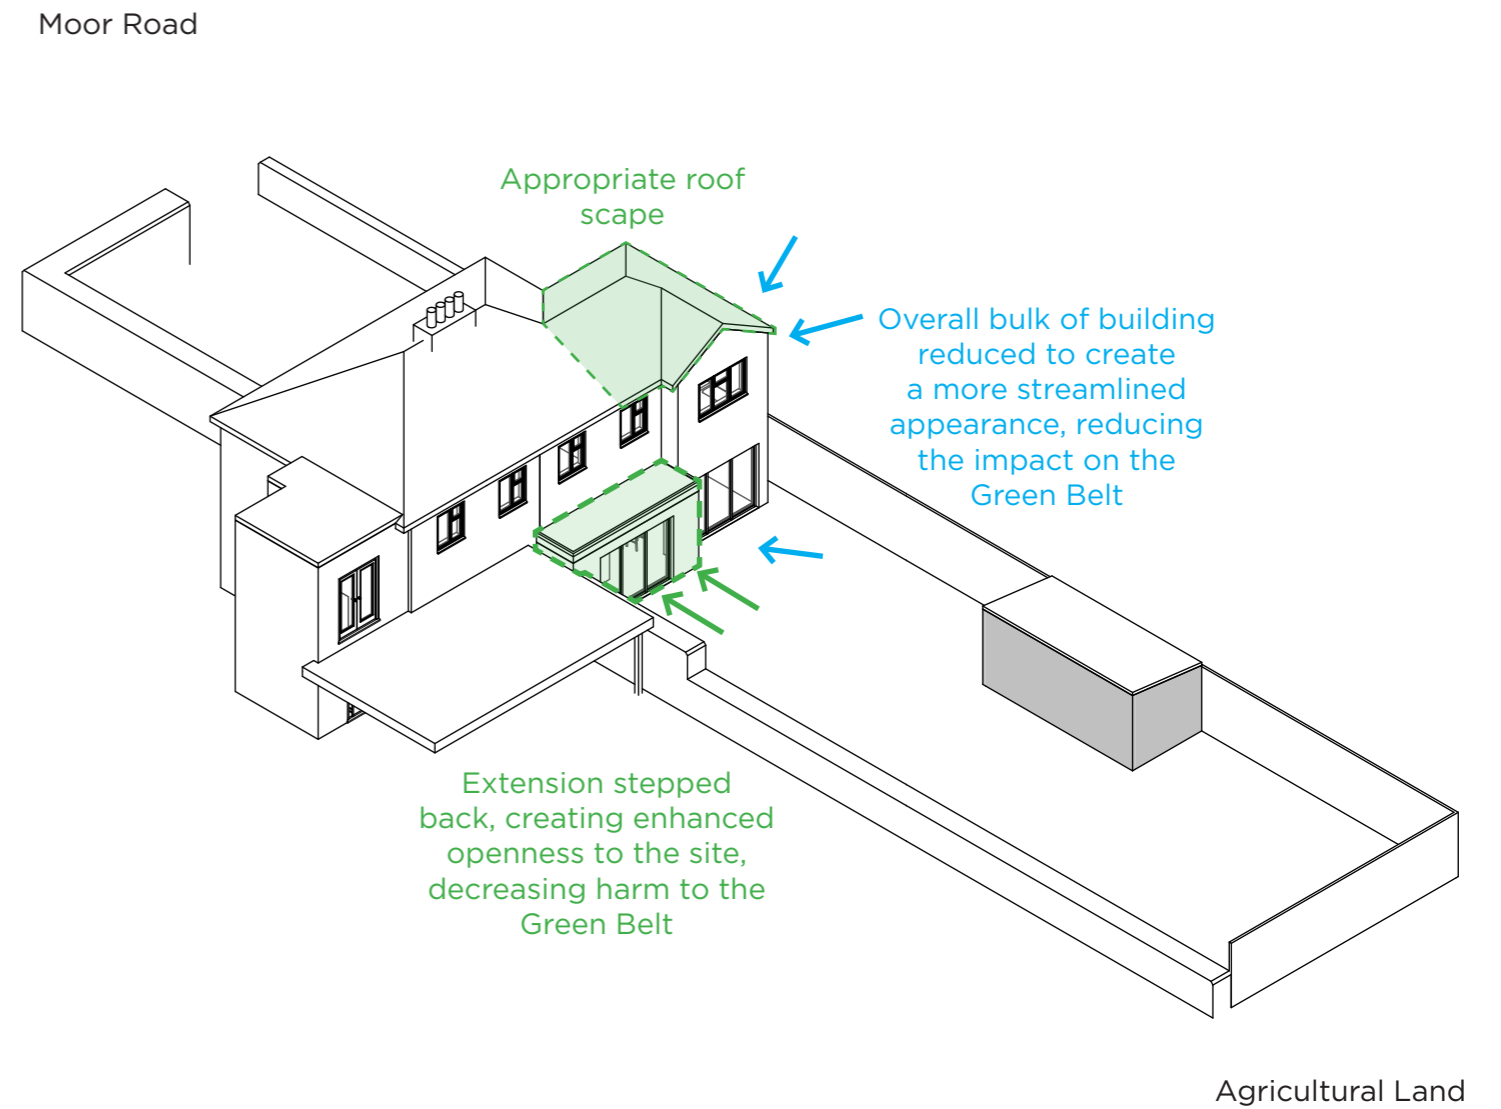 Moor Road
Appropriate roof
scape
Overall bulk of building
reduced to create
a more streamlined
appearance, reducing
the impact on the
Green Belt
Extension stepped
back, creating enhanced
openness to the site,
decreasing harm to the
Green Belt
Agricultural Land